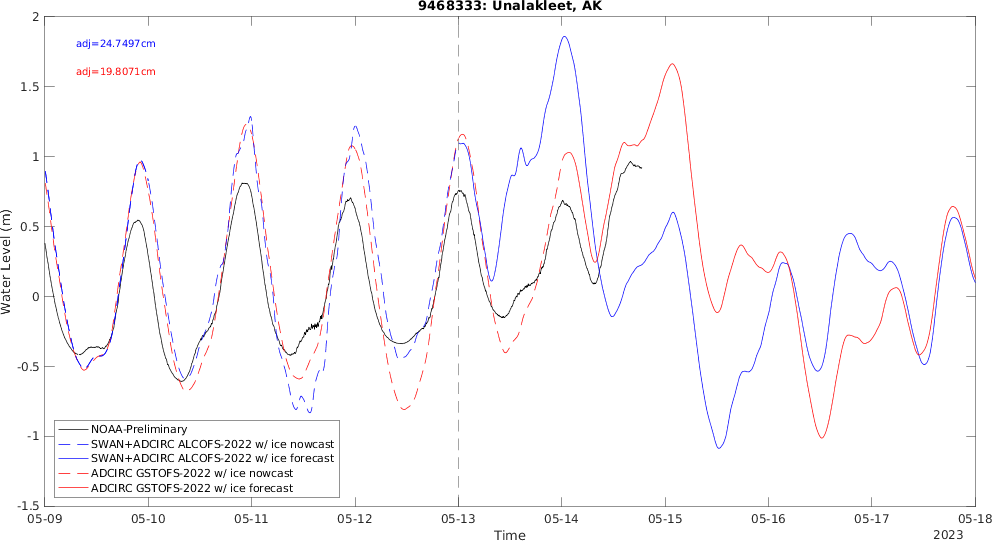 9468333: Unalakleet, AK
adj=24.7497cm
adj=19.8071cm
Water Level (m)
2
1.5
1
0.5
0
-0.5
-1
-1.5
NOAA-Preliminary
SWAN+ADCIRC ALCOFS-2022 w/ ice nowcast
SWAN+ADCIRC ALCOFS-2022 w/ ice forecast
ADCIRC GSTOFS-2022 w/ ice nowcast
ADCIRC GSTOFS-2022 w/ ice forecast
05-09 05-10 05-11 05-12 05-13 05-14 05-15 05-16 05-17 05-18
Time
2023